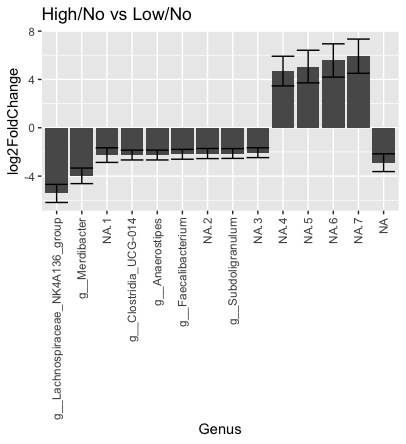 High/No vs Low/No
log2FoldChange
8
4
0
-4
g__Lachnospiraceae_NK4A136_group
g__Merdibacter
NA.1
g__Clostridia_UCG-014
g__Anaerostipes
g__Faecalibacterium
NA.2
g__Subdoligranulum
NA.3
NA.4
NA.5
NA.6
NA.7
NA
Genus